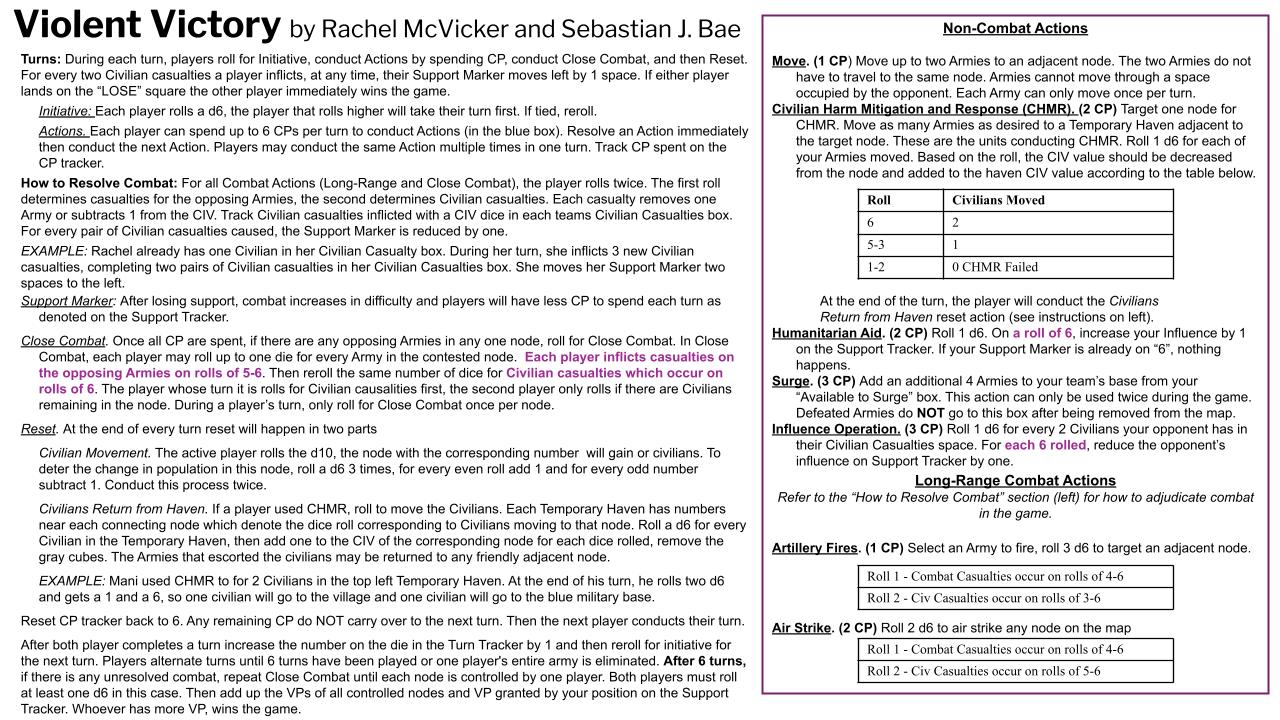 Violent Victory by Rachel McVicker and Sebastian J. Bae
Turns: During each turn, players roll for Initiative, conduct Actions by spending CP, conduct Close Combat, and then Reset.
For every two Civilian casualties a player inflicts, at any time, their Support Marker moves left by 1 space. If either player
lands on the “LOSE” square the other player immediately wins the game.
Initiative: Each player rolls a d6, the player that rolls higher will take their turn first. If tied, reroll.
Actions. Each player can spend up to 6 CPs per turn to conduct Actions (in the blue box). Resolve an Action immediately
then conduct the next Action. Players may conduct the same Action multiple times in one turn. Track CP spent on the
CP tracker.
How to Resolve Combat: For all Combat Actions (Long-Range and Close Combat), the player rolls twice. The first roll
determines casualties for the opposing Armies, the second determines Civilian casualties. Each casualty removes one
Army or subtracts 1 from the CIV. Track Civilian casualties inflicted with a CIV dice in each teams Civilian Casualties box.
For every pair of Civilian casualties caused, the Support Marker is reduced by one.
EXAMPLE: Rachel already has one Civilian in her Civilian Casualty box. During her turn, she inflicts 3 new Civilian
casualties, completing two pairs of Civilian casualties in her Civilian Casualties box. She moves her Support Marker two
spaces to the left.
Support Marker: After losing support, combat increases in difficulty and players will have less CP to spend each turn as
denoted on the Support Tracker.
Close Combat. Once all CP are spent, if there are any opposing Armies in any one node, roll for Close Combat. In Close
Combat, each player may roll up to one die for every Army in the contested node. Each player inflicts casualties on
the opposing Armies on rolls of 5-6. Then reroll the same number of dice for Civilian casualties which occur on
rolls of 6. The player whose turn it is rolls for Civilian causalities first, the second player only rolls if there are Civilians
remaining in the node. During a player’s turn, only roll for Close Combat once per node.
Reset. At the end of every turn reset will happen in two parts
Civilian Movement. The active player rolls the d10, the node with the corresponding number will gain or civilians. To
deter the change in population in this node, roll a d6 3 times, for every even roll add 1 and for every odd number
subtract 1. Conduct this process twice.
Civilians Return from Haven. If a player used CHMR, roll to move the Civilians. Each Temporary Haven has numbers
near each connecting node which denote the dice roll corresponding to Civilians moving to that node. Roll a d6 for every
Civilian in the Temporary Haven, then add one to the CIV of the corresponding node for each dice rolled, remove the
gray cubes. The Armies that escorted the civilians may be returned to any friendly adjacent node.
EXAMPLE: Mani used CHMR to for 2 Civilians in the top left Temporary Haven. At the end of his turn, he rolls two d6
and gets a 1 and a 6, so one civilian will go to the village and one civilian will go to the blue military base.
Reset CP tracker back to 6. Any remaining CP do NOT carry over to the next turn. Then the next player conducts their turn.
After both player completes a turn increase the number on the die in the Turn Tracker by 1 and then reroll for initiative for
the next turn. Players alternate turns until 6 turns have been played or one player's entire army is eliminated. After 6 turns,
if there is any unresolved combat, repeat Close Combat until each node is controlled by one player. Both players must roll
at least one d6 in this case. Then add up the VPs of all controlled nodes and VP granted by your position on the Support
Tracker. Whoever has more VP, wins the game.
Non-Combat Actions
Move. (1 CP) Move up to two Armies to an adjacent node. The two Armies do not
have to travel to the same node. Armies cannot move through a space
occupied by the opponent. Each Army can only move once per turn.
Civilian Harm Mitigation and Response (CHMR). (2 CP) Target one node for
CHMR. Move as many Armies as desired to a Temporary Haven adjacent to
the target node. These are the units conducting CHMR. Roll 1 d6 for each of
your Armies moved. Based on the roll, the CIV value should be decreased
from the node and added to the haven CIV value according to the table below.
Roll Civilians Moved
6 2
5-3 1
1-2 0 CHMR Failed
At the end of the turn, the player will conduct the Civilians
Return from Haven reset action (see instructions on left).
Humanitarian Aid. (2 CP) Roll 1 d6. On a roll of 6, increase your Influence by 1
on the Support Tracker. If your Support Marker is already on “6”, nothing
happens.
Surge. (3 CP) Add an additional 4 Armies to your team’s base from your
“Available to Surge” box. This action can only be used twice during the game.
Defeated Armies do NOT go to this box after being removed from the map.
Influence Operation. (3 CP) Roll 1 d6 for every 2 Civilians your opponent has in
their Civilian Casualties space. For each 6 rolled, reduce the opponent’s
influence on Support Tracker by one.
Long-Range Combat Actions
Refer to the “How to Resolve Combat” section (left) for how to adjudicate combat
in the game.
Artillery Fires. (1 CP) Select an Army to fire, roll 3 d6 to target an adjacent node.
Roll 1 - Combat Casualties occur on rolls of 4-6
Roll 2 - Civ Casualties occur on rolls of 3-6
Air Strike. (2 CP) Roll 2 d6 to air strike any node on the map
Roll 1 - Combat Casualties occur on rolls of 4-6
Roll 2 - Civ Casualties occur on rolls of 5-6